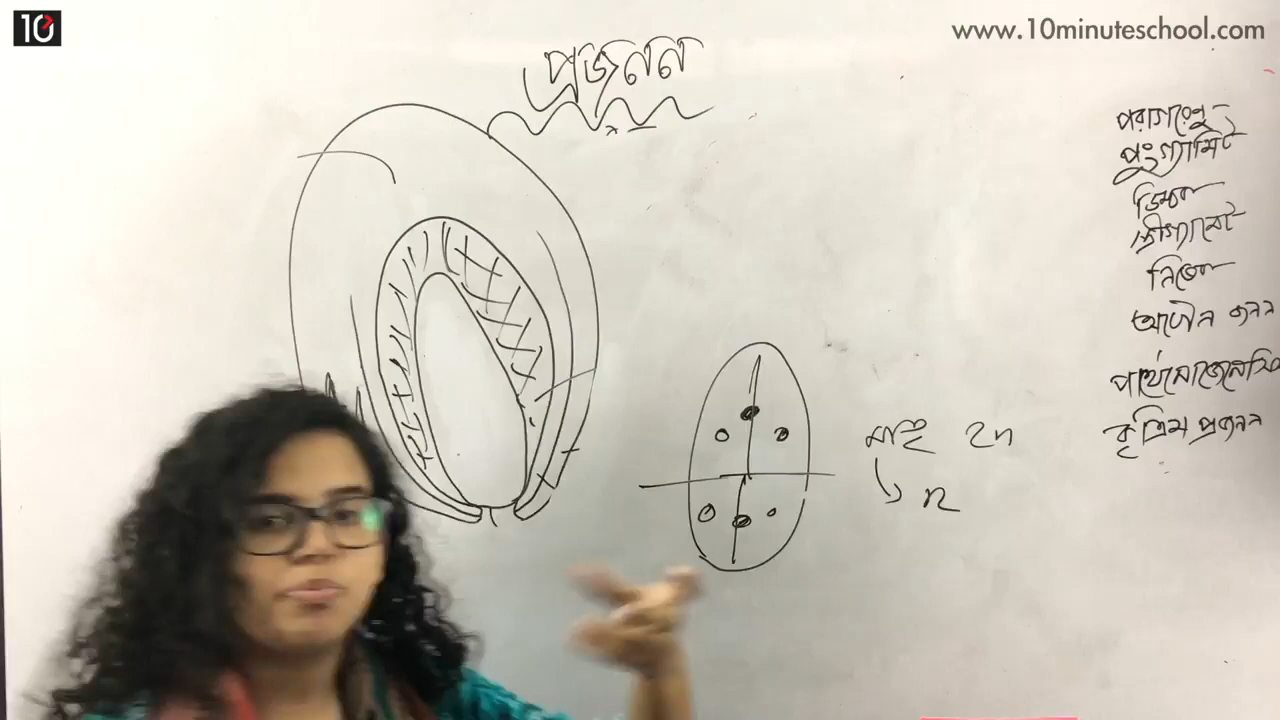 10
www.10minuteschool.com
প্রজনন
পরাগরেণু
পুংগ্যামিট
ডিম্বক
স্ত্রীগ্যামেট
নিষেক
অযৌন জনন
পার্থেনোজেনেসিস
কৃত্রিম প্রজনন
মাতৃ 2n
n